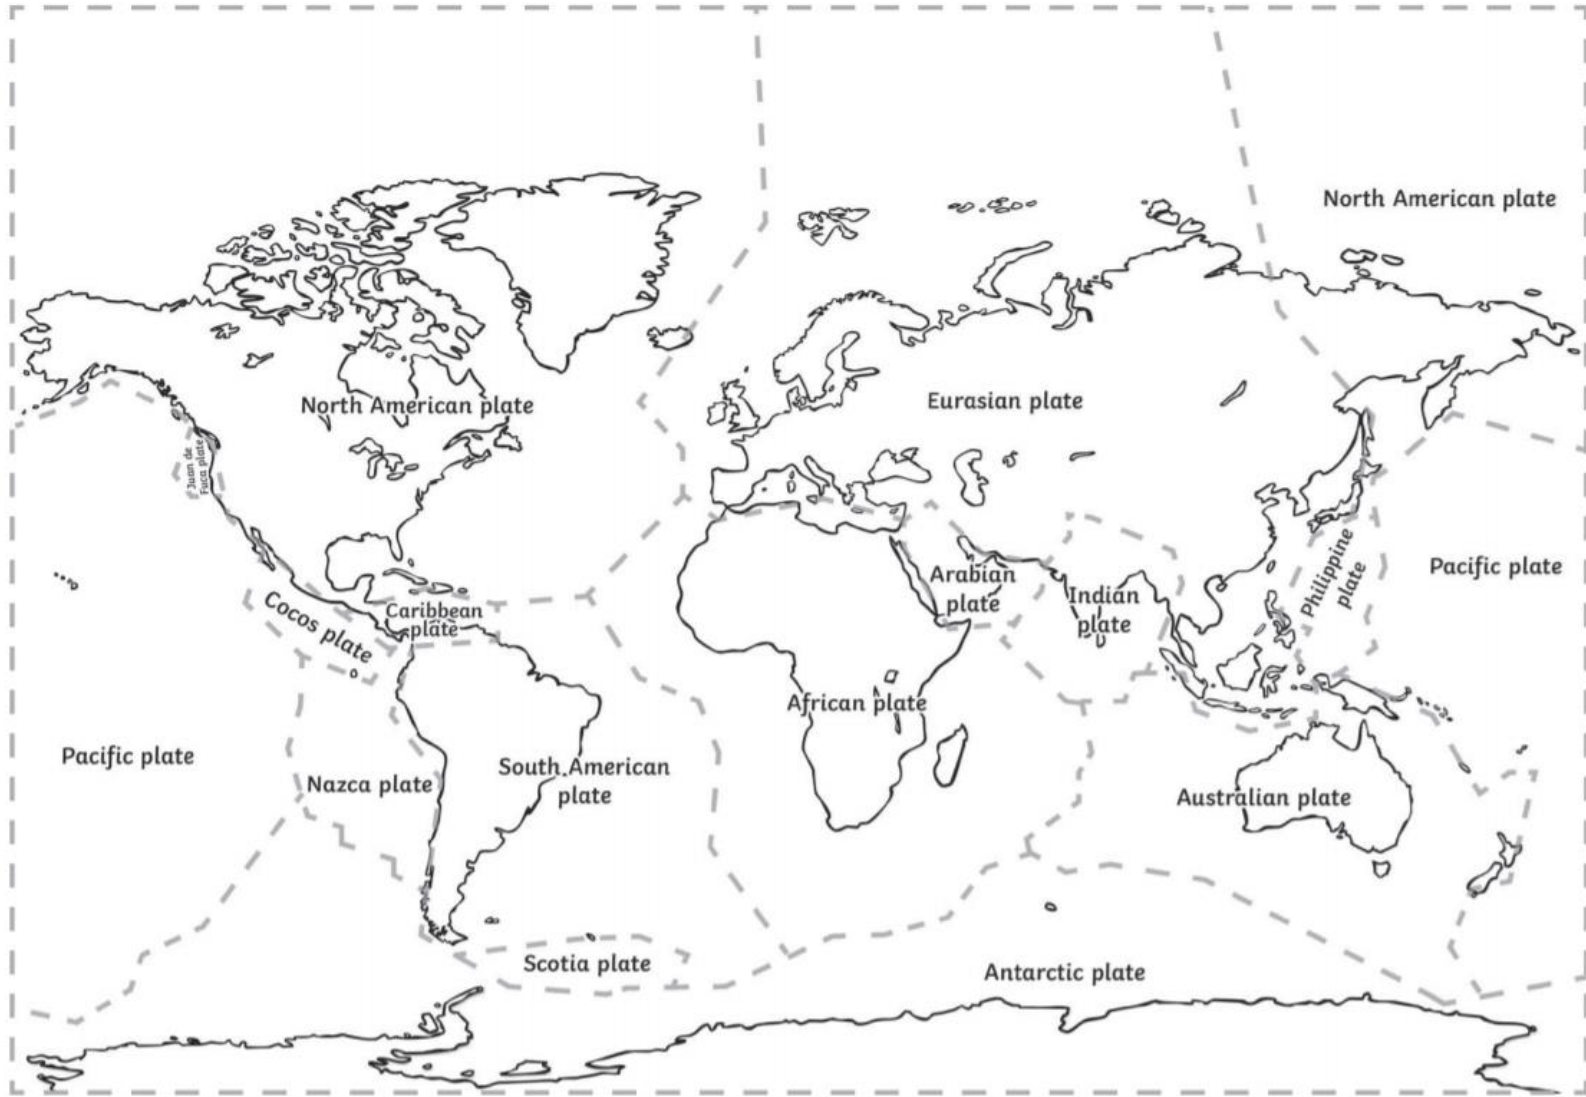 North American plate
North American plate
Eurasian plate
Juan de
Fuca plate
Philippine
plate
Pacific plate
Arabian
plate
Indian
plate
Cocos plate
Caribbean
plate
African plate
Pacific plate
Nazca plate
South American
plate
Australian plate
Scotia plate
Antarctic plate